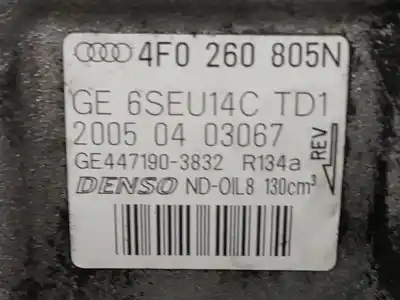 4F0 260 805N
GE 6SEU14C TD1
2005 04 03067
GE447190-3832 R134a
DENSO ND-OIL8 130cm³
REV